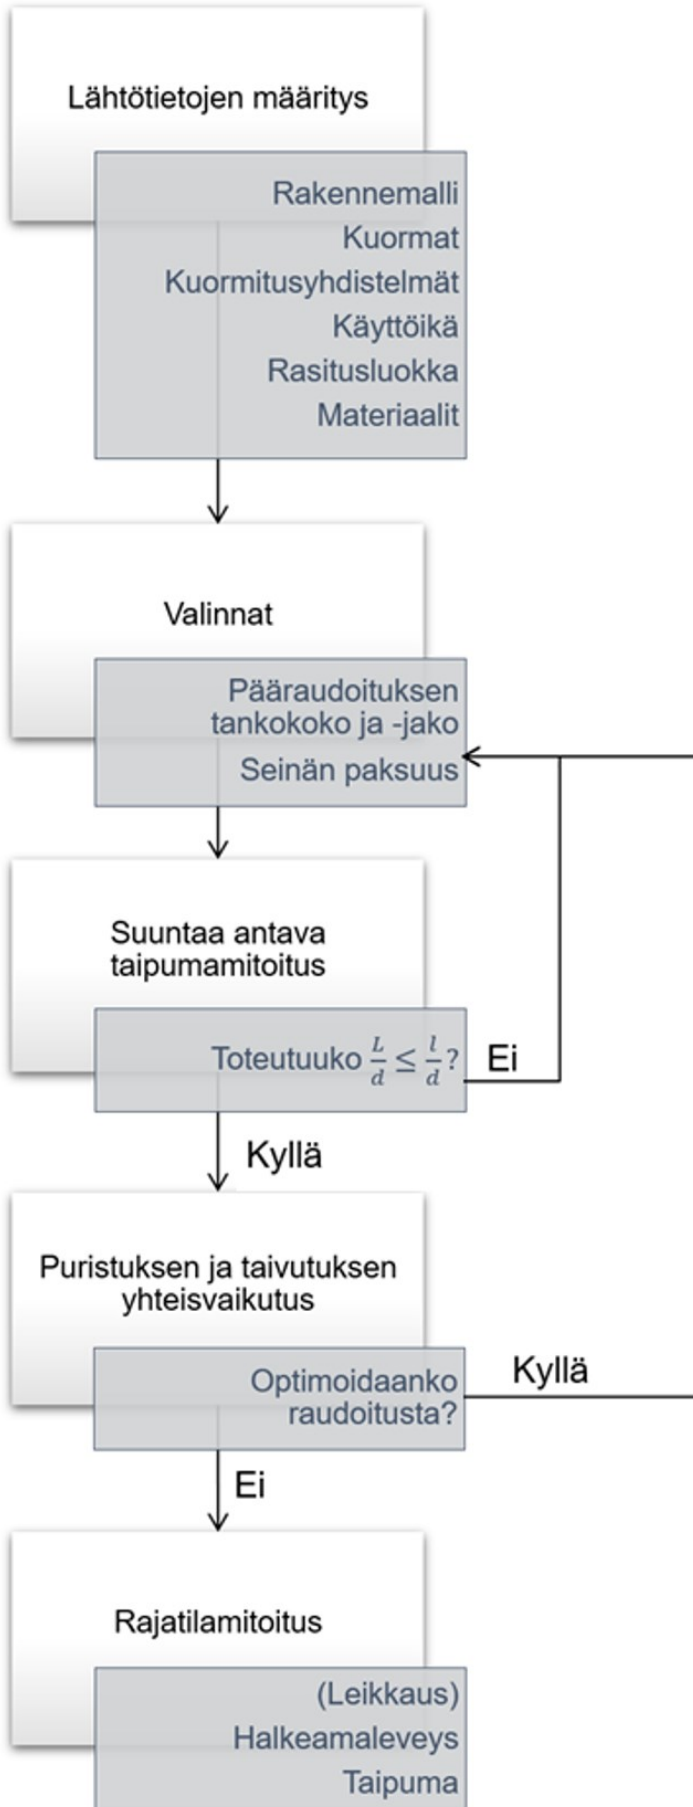 Lähtötietojen määritys
Rakennemalli
Kuormat
Kuormitusyhdistelmät
Käyttöikä
Rasitusluokka
Materiaalit
Valinnat
Pääraudoituksen
tankokoko ja -jako
Seinän paksuus
Suuntaa antava
taipumamitoitus
Toteutuuko L/d ≤ l/d?
Ei
Kyllä
Puristuksen ja taivutuksen
yhteisvaikutus
Optimoidaanko
raudoitusta?
Kyllä
Ei
Rajatilamitoitus
(Leikkaus)
Halkeamaleveys
Taipuma